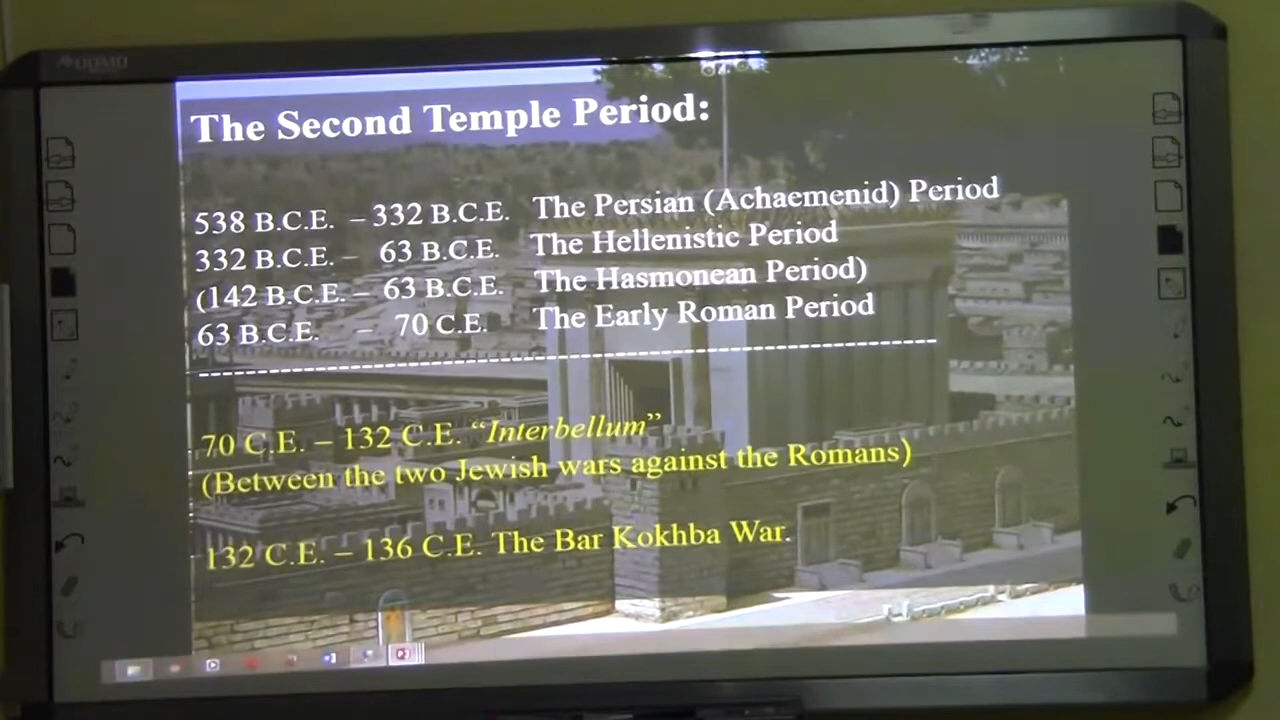 The Second Temple Period:
538 B.C.E. – 332 B.C.E. The Persian (Achaemenid) Period
332 B.C.E. – 63 B.C.E. The Hellenistic Period
(142 B.C.E. – 63 B.C.E. The Hasmonean Period)
63 B.C.E. – 70 C.E. The Early Roman Period
70 C.E. – 132 C.E. “Interbellum”
(Between the two Jewish wars against the Romans)
132 C.E. – 136 C.E. The Bar Kokhba War.